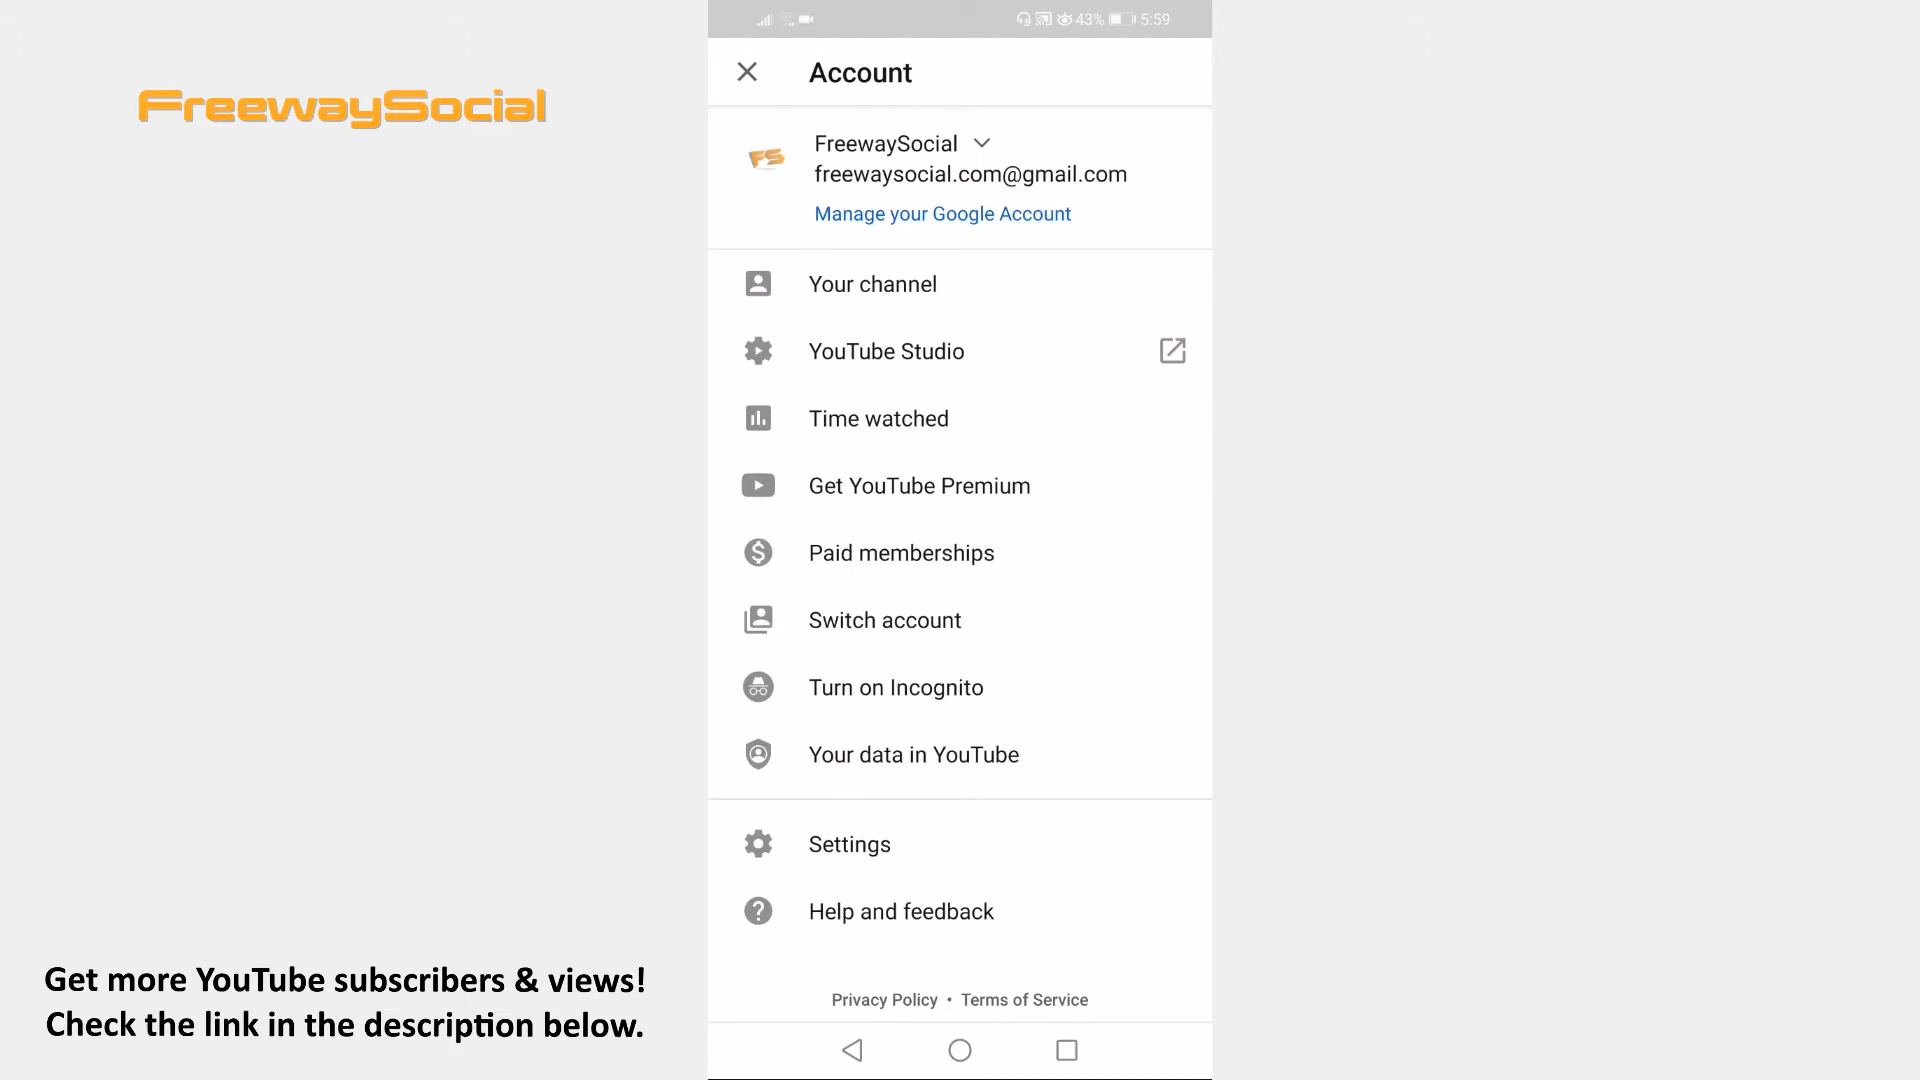 43% 5:59
Account
FreewaySocial
FS
FreewaySocial
freewaysocial.com@gmail.com
Manage your Google Account
Your channel
YouTube Studio
Time watched
Get YouTube Premium
$ Paid memberships
Switch account
Turn on Incognito
Your data in YouTube
Settings
? Help and feedback
Get more YouTube subscribers & views!
Check the link in the description below.
Privacy Policy • Terms of Service